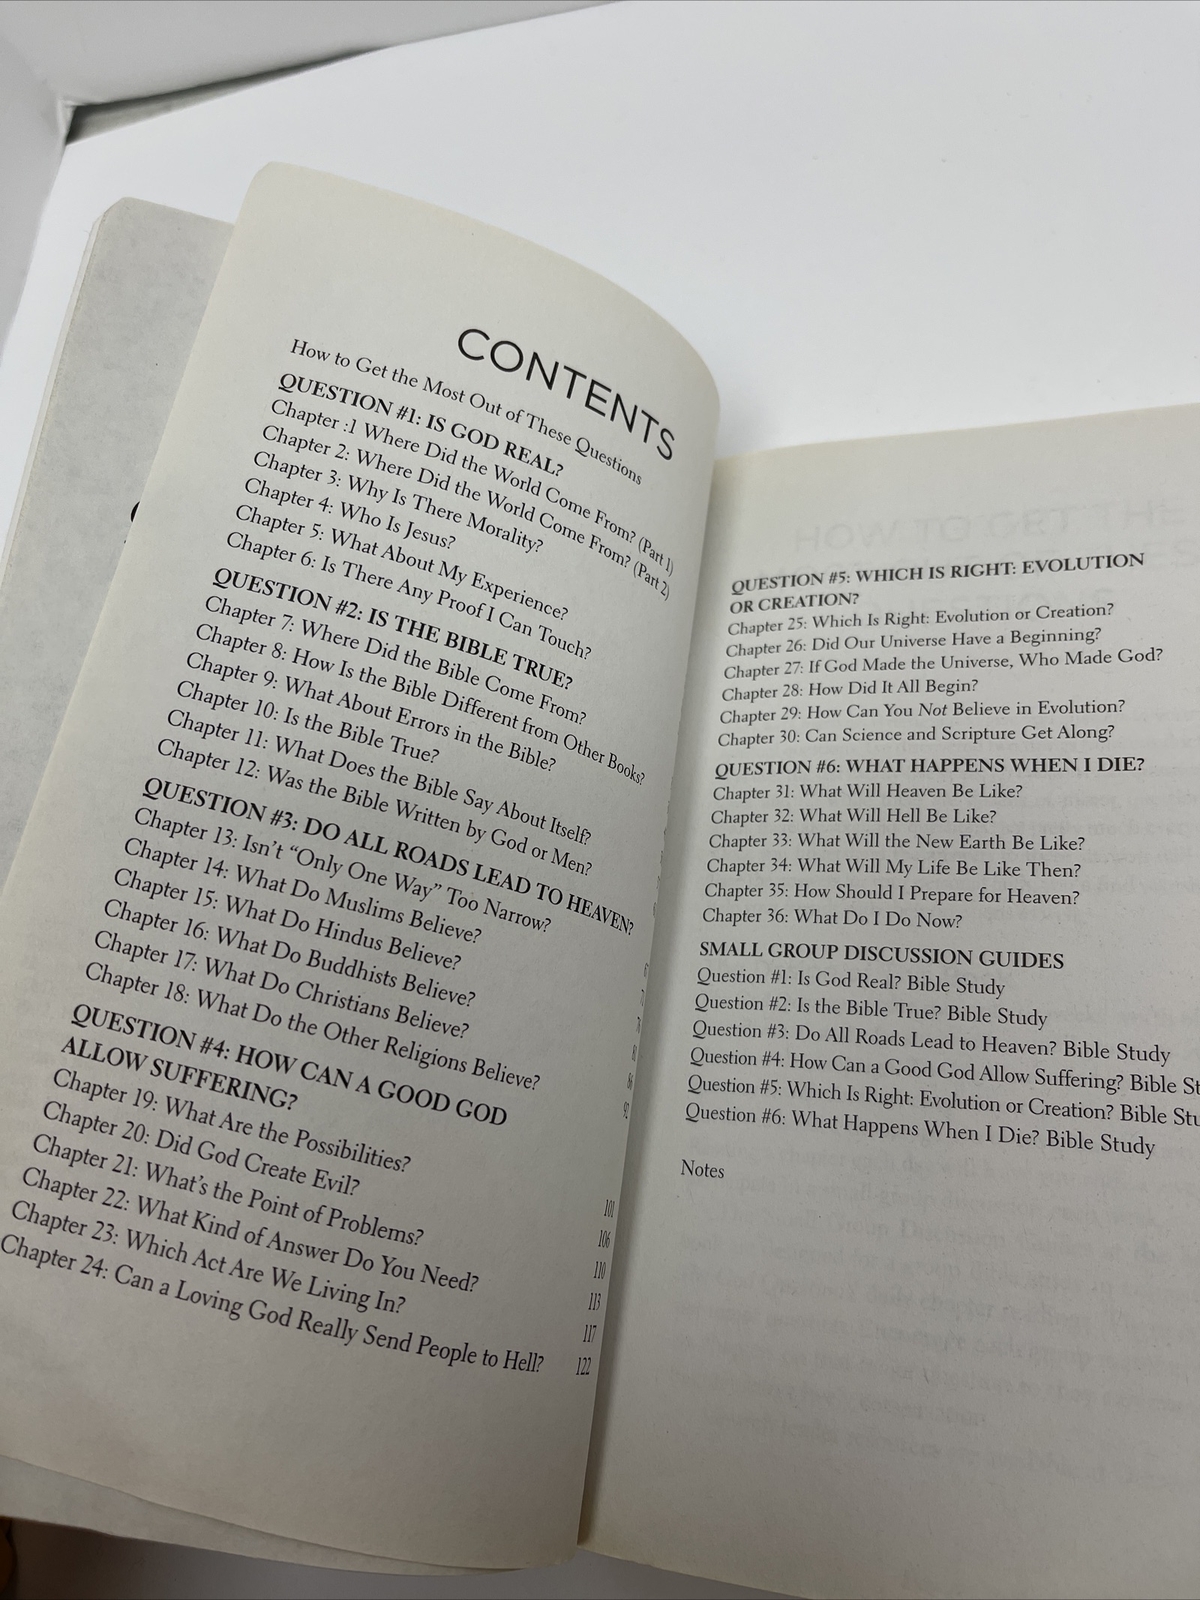 CONTENTS
How to Get the Most Out of These Questions
QUESTION #1: IS GOD REAL?
Chapter :1 Where Did the World Come From? (Part 1)
Chapter 2: Where Did the World Come From? (Part 2)
Chapter 3: Why Is There Morality?
Chapter 4: Who Is Jesus?
Chapter 5: What About My Experience?
Chapter 6: Is There Any Proof I Can Touch?
QUESTION #2: IS THE BIBLE TRUE?
Chapter 7: Where Did the Bible Come From?
Chapter 8: How Is the Bible Different from Other Books?
Chapter 9: What About Errors in the Bible?
Chapter 10: Is the Bible True?
Chapter 11: What Does the Bible Say About Itself?
Chapter 12: Was the Bible Written by God or Men?
QUESTION #3: DO ALL ROADS LEAD TO HEAVEN?
Chapter 13: Isn't “Only One Way” Too Narrow?
Chapter 14: What Do Muslims Believe?
Chapter 15: What Do Hindus Believe?
Chapter 16: What Do Buddhists Believe?
Chapter 17: What Do Christians Believe?
Chapter 18: What Do the Other Religions Believe? 92
QUESTION #4: HOW CAN A GOOD GOD
ALLOW SUFFERING?
Chapter 19: What Are the Possibilities? 101
Chapter 20: Did God Create Evil? 106
Chapter 21: What's the Point of Problems? 110
Chapter 22: What Kind of Answer Do You Need? 113
Chapter 23: Which Act Are We Living In? 117
Chapter 24: Can a Loving God Really Send People to Hell? 122
QUESTION #5: WHICH IS RIGHT: EVOLUTION
OR CREATION?
Chapter 25: Which Is Right: Evolution or Creation?
Chapter 26: Did Our Universe Have a Beginning?
Chapter 27: If God Made the Universe, Who Made God?
Chapter 28: How Did It All Begin?
Chapter 29: How Can You Not Believe in Evolution?
Chapter 30: Can Science and Scripture Get Along?
QUESTION #6: WHAT HAPPENS WHEN I DIE?
Chapter 31: What Will Heaven Be Like?
Chapter 32: What Will Hell Be Like?
Chapter 33: What Will the New Earth Be Like?
Chapter 34: What Will My Life Be Like Then?
Chapter 35: How Should I Prepare for Heaven?
Chapter 36: What Do I Do Now?
SMALL GROUP DISCUSSION GUIDES
Question #1: Is God Real? Bible Study
Question #2: Is the Bible True? Bible Study
Question #3: Do All Roads Lead to Heaven? Bible Study
Question #4: How Can a Good God Allow Suffering? Bible St
Question #5: Which Is Right: Evolution or Creation? Bible Stu
Question #6: What Happens When I Die? Bible Study
Notes